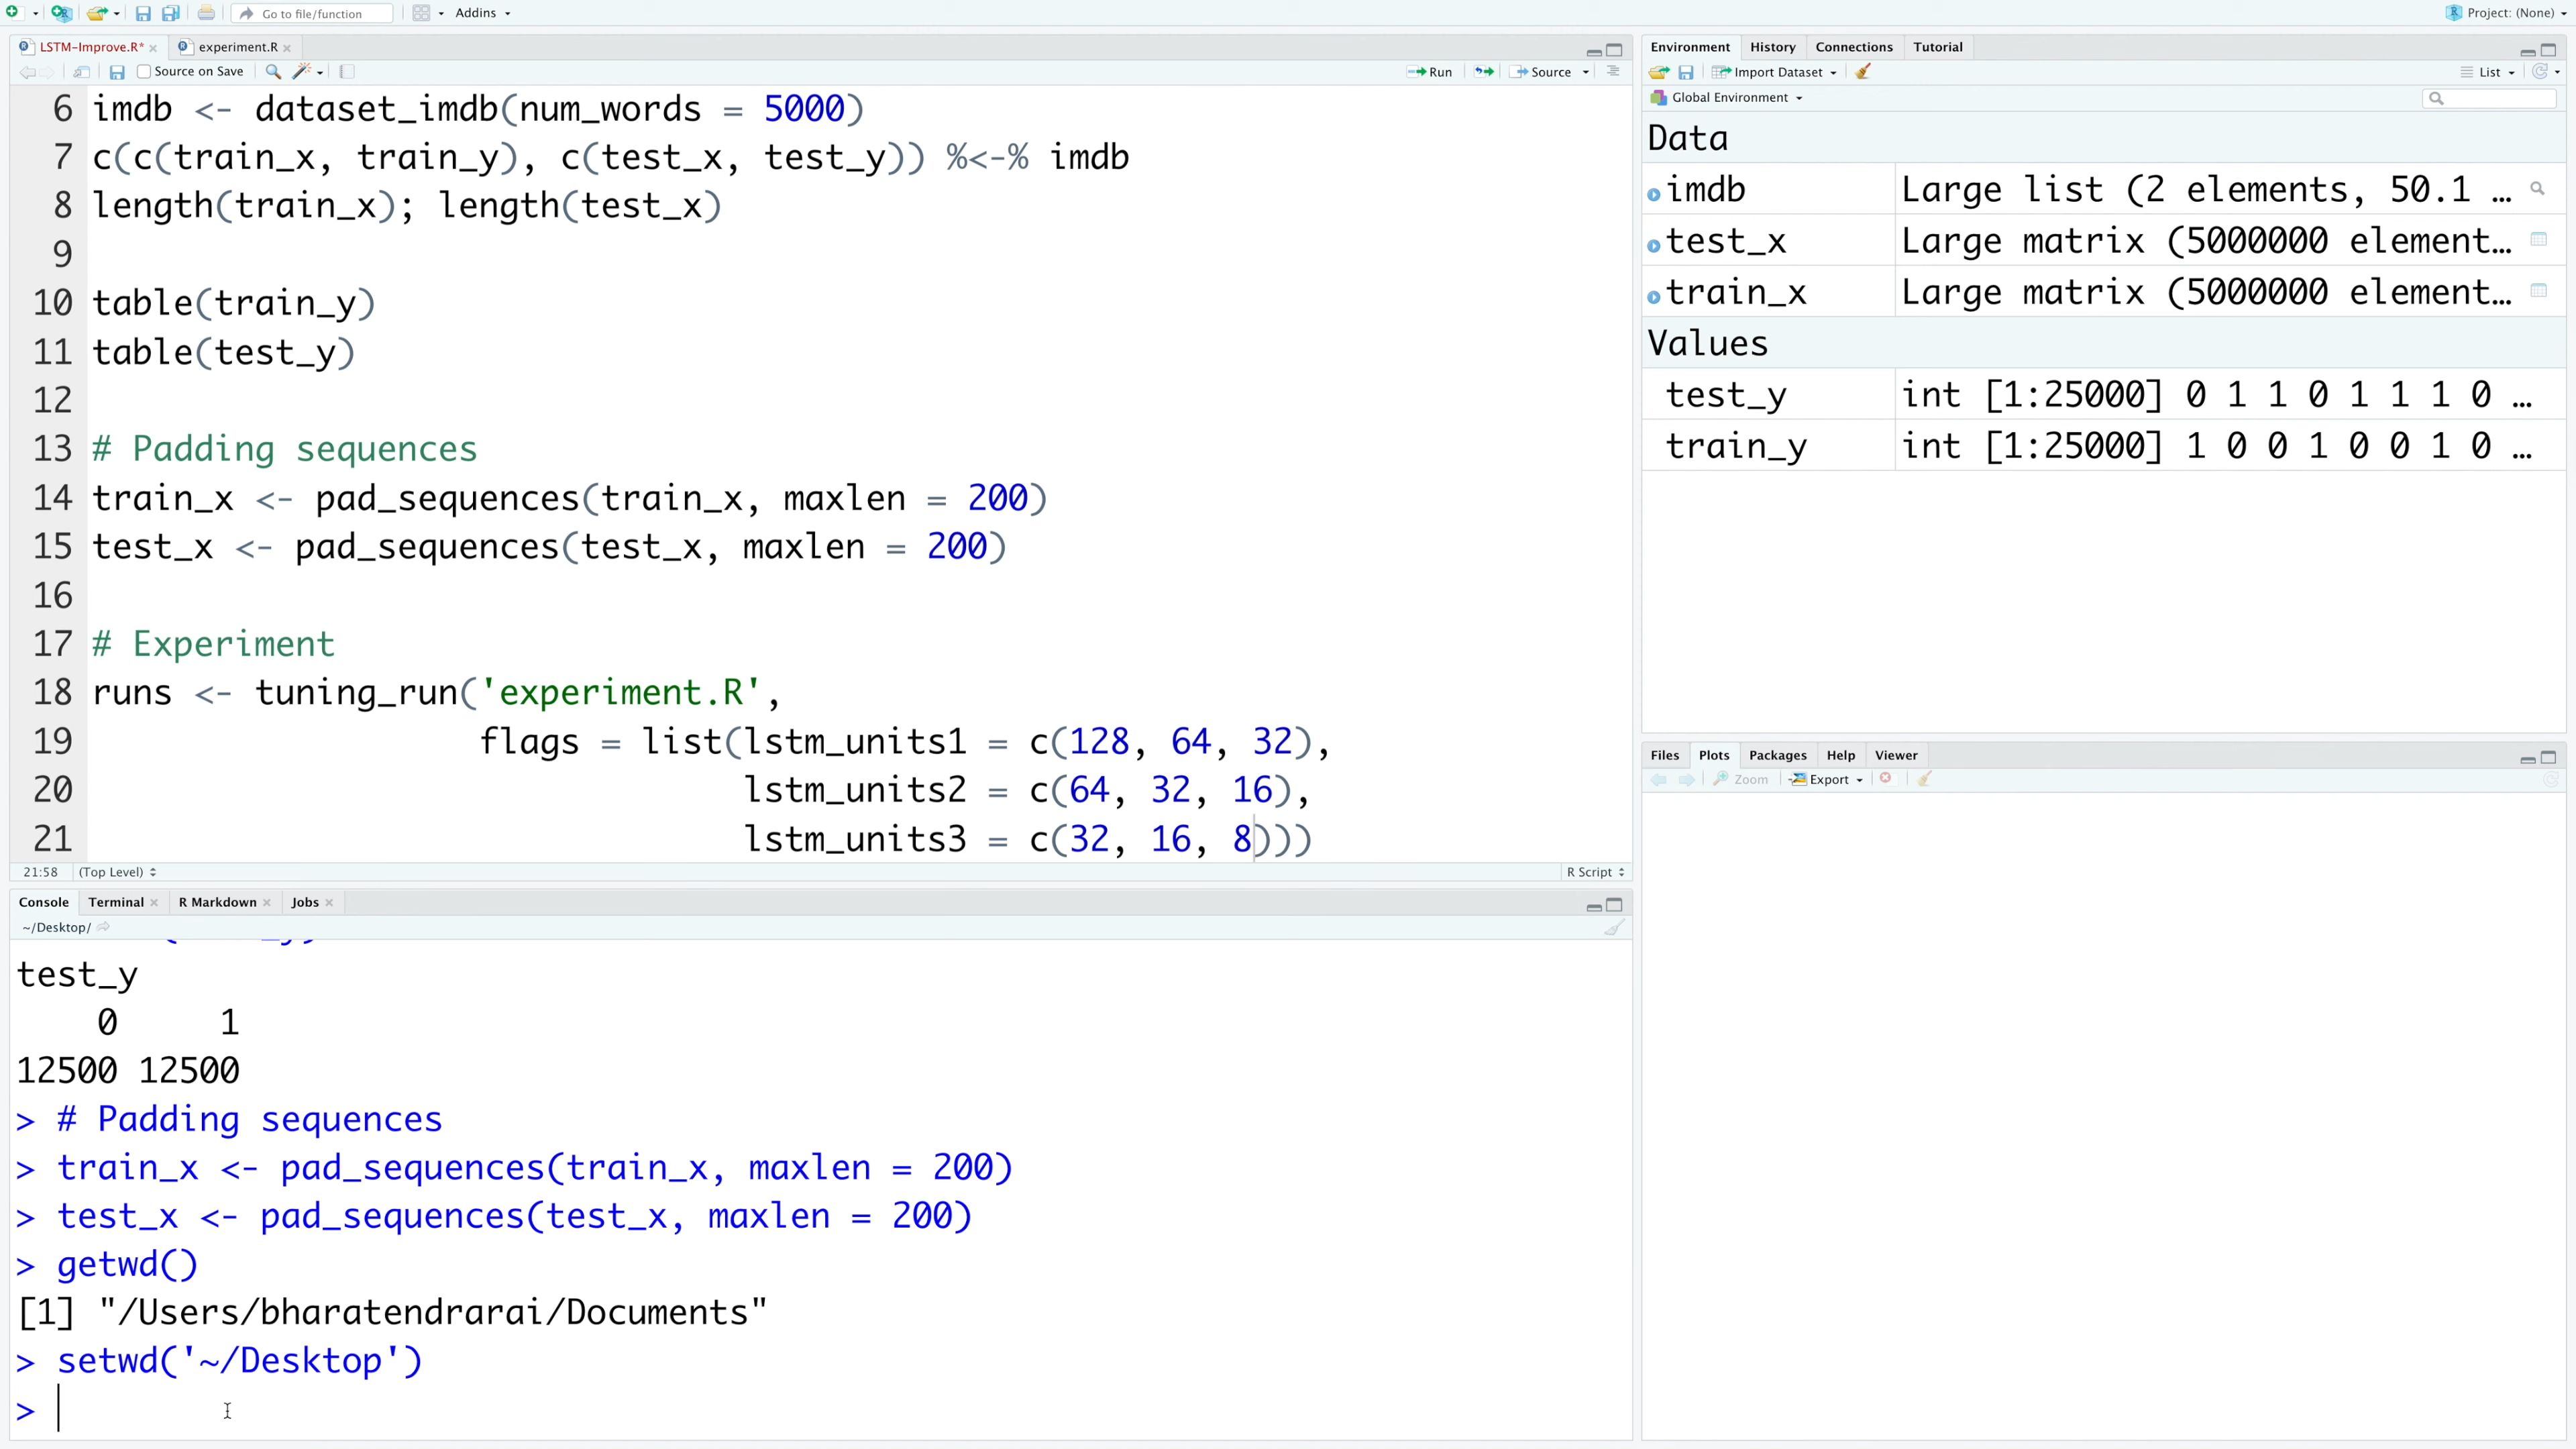 Go to file/function
Addins
Project: (None)
LSTM-Improve.R*
experiment.R
Source on Save
Run
Source
6 imdb <- dataset_imdb(num_words = 5000)
7 c(c(train_x, train_y), c(test_x, test_y)) %<-% imdb
8 length(train_x); length(test_x)
9
10 table(train_y)
11 table(test_y)
12
13 # Padding sequences
14 train_x <- pad_sequences(train_x, maxlen = 200)
15 test_x <- pad_sequences(test_x, maxlen = 200)
16
17 # Experiment
18 runs <- tuning_run('experiment.R',
19 flags = list(lstm_units1 = c(128, 64, 32),
20 lstm_units2 = c(64, 32, 16),
21 lstm_units3 = c(32, 16, 8)))
21:58 (Top Level) R Script
Console Terminal R Markdown Jobs
~/Desktop/
test_y
0 1
12500 12500
> # Padding sequences
> train_x <- pad_sequences(train_x, maxlen = 200)
> test_x <- pad_sequences(test_x, maxlen = 200)
> getwd()
[1] "/Users/bharatendrarai/Documents"
> setwd('~/Desktop')
>
Environment History Connections Tutorial
Import Dataset
List
Global Environment
Data
imdb Large list (2 elements, 50.1 …
test_x Large matrix (5000000 element…
train_x Large matrix (5000000 element…
Values
test_y int [1:25000] 0 1 1 0 1 1 1 0 …
train_y int [1:25000] 1 0 0 1 0 0 1 0 …
Files Plots Packages Help Viewer
Zoom Export